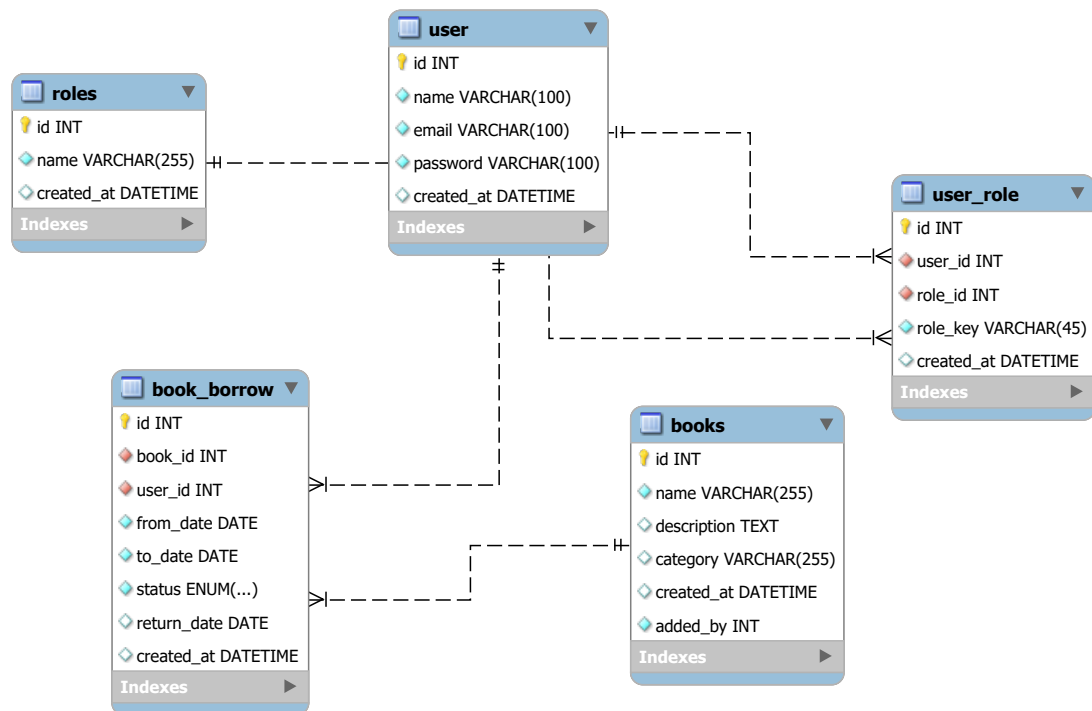 roles
id INT
name VARCHAR(255)
created_at DATETIME
Indexes
user
id INT
name VARCHAR(100)
email VARCHAR(100)
password VARCHAR(100)
created_at DATETIME
Indexes
user_role
id INT
user_id INT
role_id INT
role_key VARCHAR(45)
created_at DATETIME
Indexes
book_borrow
id INT
book_id INT
user_id INT
from_date DATE
to_date DATE
status ENUM(...)
return_date DATE
created_at DATETIME
Indexes
books
id INT
name VARCHAR(255)
description TEXT
category VARCHAR(255)
created_at DATETIME
added_by INT
Indexes